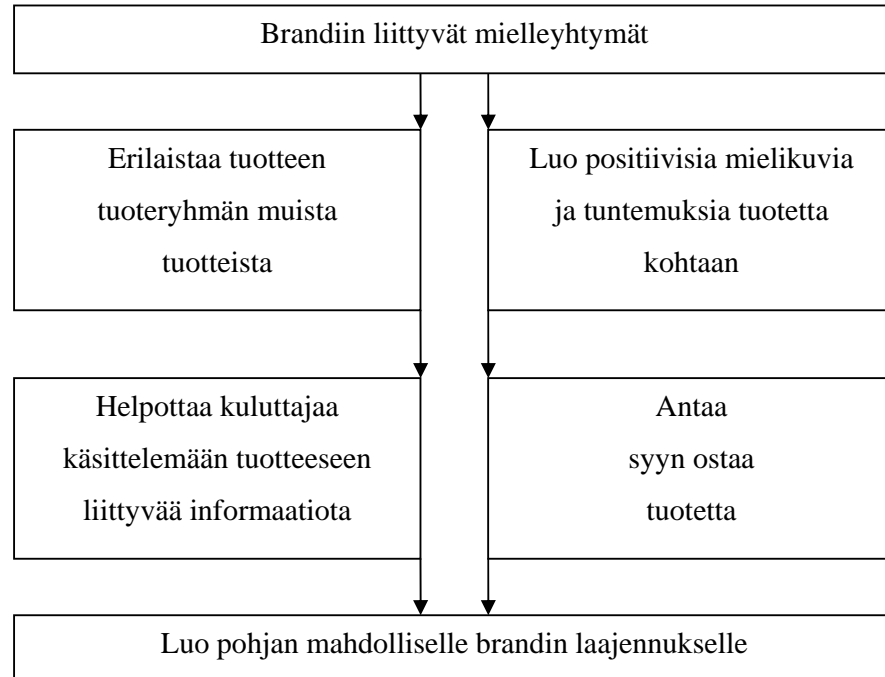 Brandiin liittyvät mielleyhtymät
Erilaistaa tuotteen
tuoteryhmän muista
tuotteista
Luo positiivisia mielikuvia
ja tuntemuksia tuotetta
kohtaan
Helpottaa kuluttajaa
käsittelemään tuotteeseen
liittyvää informaatiota
Antaa
syyn ostaa
tuotetta
Luo pohjan mahdolliselle brandin laajennukselle